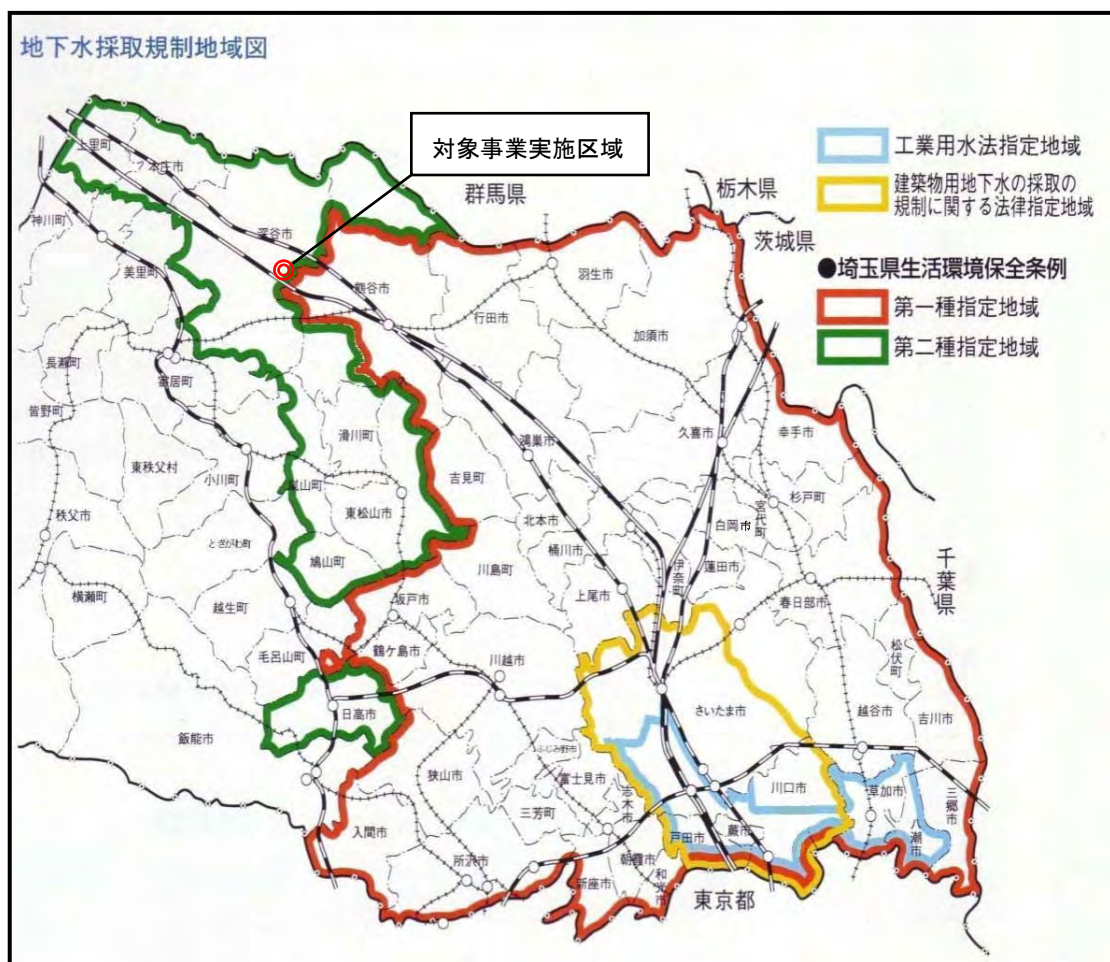 地下水採取規制地域図
対象事業実施区域
工業用水法指定地域
建築物用地下水の採取の
規制に関する法律指定地域
●埼玉県生活環境保全条例
第一種指定地域
第二種指定地域
群馬県
栃木県
茨城県
千葉県
東京都
上里町
本庄市
神川町
美里町
深谷市
熊谷市
行田市
羽生市
加須市
長瀞町
皆野町
寄居町
東秩父村
小川町
滑川町
嵐山町
東松山市
吉見町
鴻巣市
久喜市
幸手市
杉戸町
宮代町
白岡市
秩父市
横瀬町
ときがわ町
鳩山町
越生町
毛呂山町
川島町
北本市
桶川市
上尾市
伊奈町
蓮田市
春日部市
松伏町
坂戸市
鶴ケ島市
川越市
日高市
飯能市
さいたま市
越谷市
吉川市
狭山市
ふじみ野市
富士見市
三芳町
志木市
川口市
草加市
三郷市
八潮市
入間市
所沢市
新座市
朝霞市
和光市
戸田市
蕨市